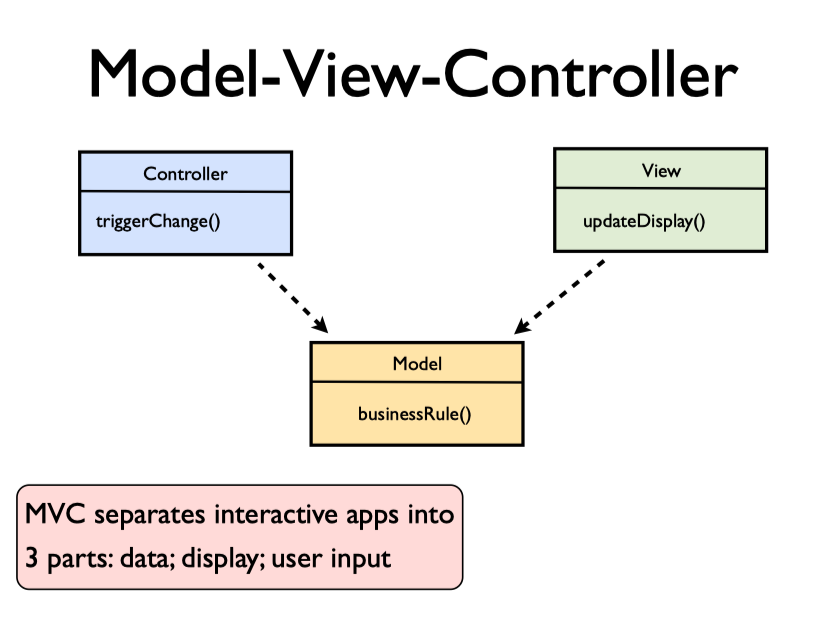 Model-View-Controller
Controller
triggerChange()
View
updateDisplay()
Model
businessRule()
MVC separates interactive apps into
3 parts: data; display; user input